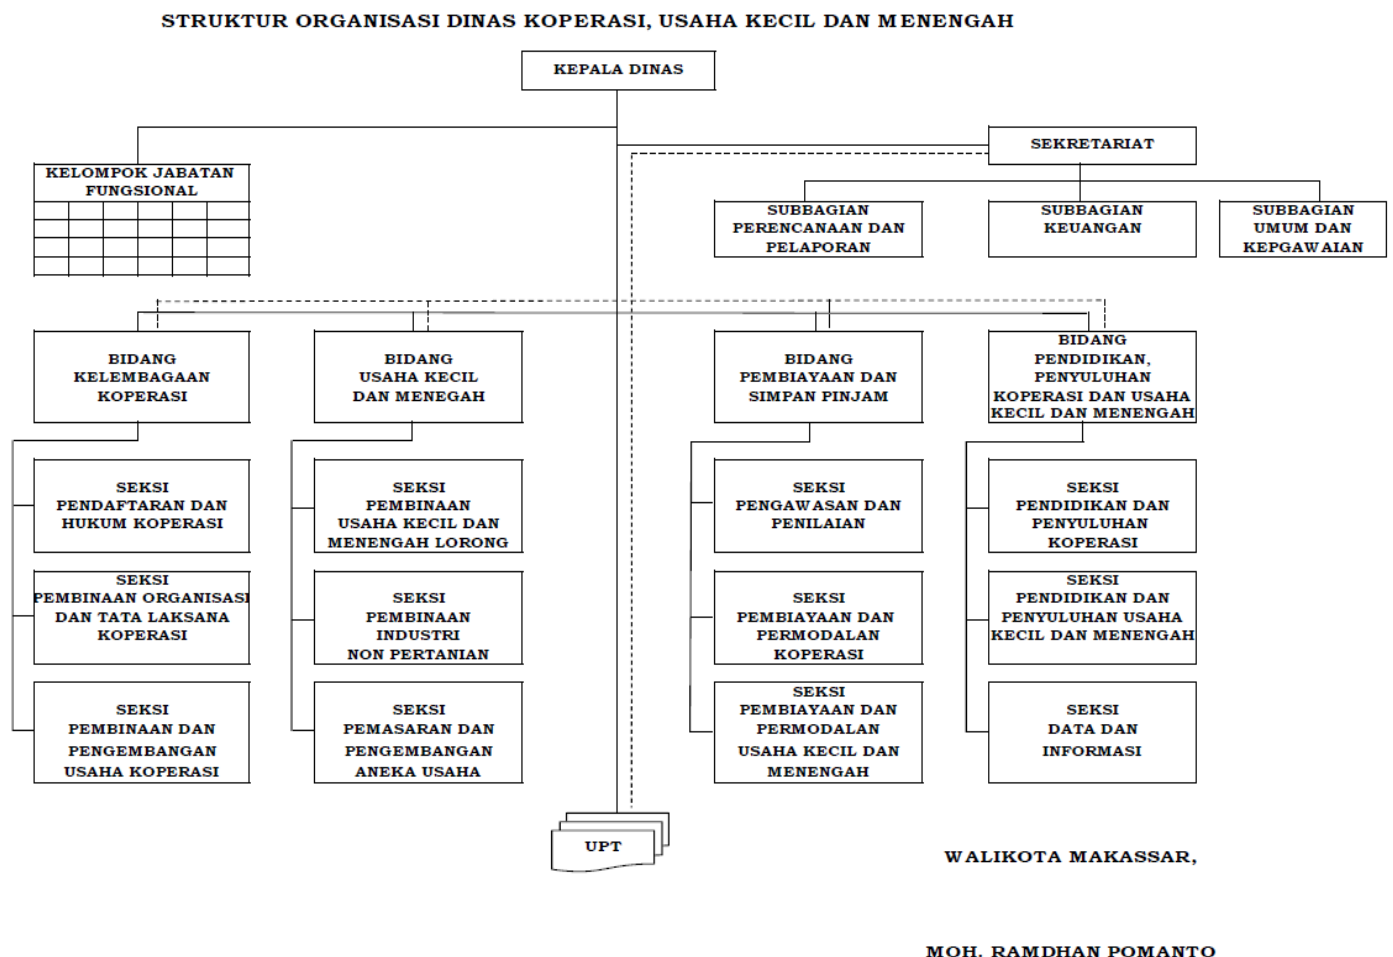 STRUKTUR ORGANISASI DINAS KOPERASI, USAHA KECIL DAN MENENGAH
KEPALA DINAS
SEKRETARIAT
KELOMPOK JABATAN
FUNGSIONAL
SUBBAGIAN
PERENCANAAN DAN
PELAPORAN
SUBBAGIAN
KEUANGAN
SUBBAGIAN
UMUM DAN
KEPGAWAIAN
BIDANG
KELEMBAGAAN
KOPERASI
BIDANG
USAHA KECIL
DAN MENEGAH
BIDANG
PEMBIAYAAN DAN
SIMPAN PINJAM
BIDANG
PENDIDIKAN,
PENYULUHAN
KOPERASI DAN USAHA
KECIL DAN MENENGAH
SEKSI
PENDAFTARAN DAN
HUKUM KOPERASI
SEKSI
PEMBINAAN
USAHA KECIL DAN
MENENGAH LORONG
SEKSI
PENGAWASAN DAN
PENILAIAN
SEKSI
PENDIDIKAN DAN
PENYULUHAN
KOPERASI
SEKSI
PEMBINAAN ORGANISASI
DAN TATA LAKSANA
KOPERASI
SEKSI
PEMBINAAN
INDUSTRI
NON PERTANIAN
SEKSI
PEMBIAYAAN DAN
PERMODALAN
KOPERASI
SEKSI
PENDIDIKAN DAN
PENYULUHAN USAHA
KECIL DAN MENENGAH
SEKSI
PEMBINAAN DAN
PENGEMBANGAN
USAHA KOPERASI
SEKSI
PEMASARAN DAN
PENGEMBANGAN
ANEKA USAHA
SEKSI
PEMBIAYAAN DAN
PERMODALAN
USAHA KECIL DAN
MENENGAH
SEKSI
DATA DAN
INFORMASI
UPT
WALIKOTA MAKASSAR,
MOH. RAMDHAN POMANTO